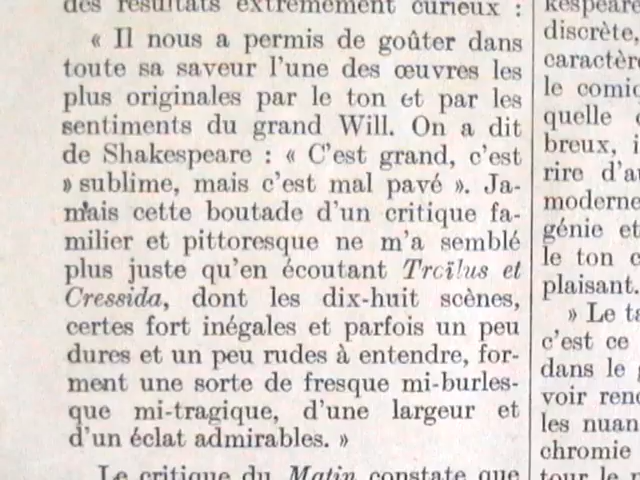 des résultats extrêmement curieux :
« Il nous a permis de goûter dans
toute sa saveur l'une des œuvres les
plus originales par le ton et par les
sentiments du grand Will. On a dit
de Shakespeare : « C'est grand, c'est
» sublime, mais c'est mal pavé ». Ja-
mais cette boutade d'un critique fa-
milier et pittoresque ne m'a semblé
plus juste qu'en écoutant Troïlus et
Cressida, dont les dix-huit scènes,
certes fort inégales et parfois un peu
dures et un peu rudes à entendre, for-
ment une sorte de fresque mi-burles-
que mi-tragique, d'une largeur et
d'un éclat admirables. »
Le critique du Matin constate que
discrète,
le comi
quelle
breux, i
rire d'a
moderne
génie et
le ton c
plaisant.
» Le ta
c'est ce
dans le
voir ren
les nuan
chromie
tour le